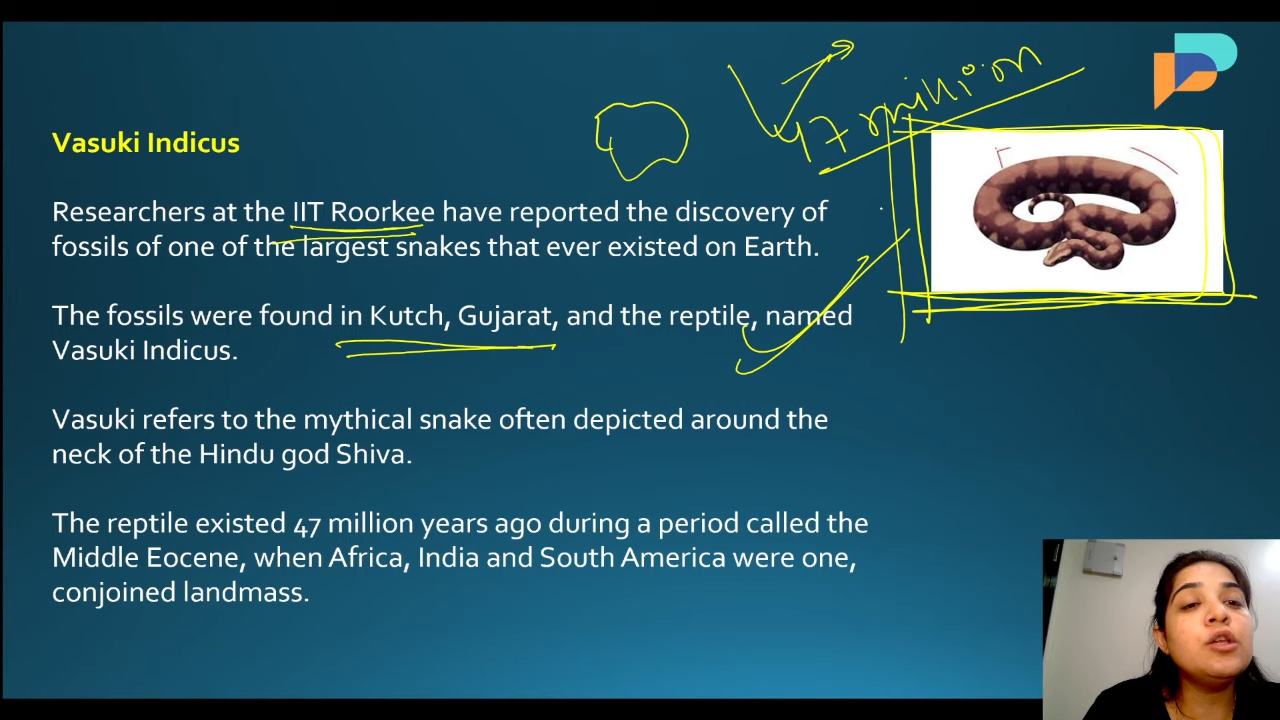 47 million
Vasuki Indicus
Researchers at the IIT Roorkee have reported the discovery of
fossils of one of the largest snakes that ever existed on Earth.
The fossils were found in Kutch, Gujarat, and the reptile, named
Vasuki Indicus.
Vasuki refers to the mythical snake often depicted around the
neck of the Hindu god Shiva.
The reptile existed 47 million years ago during a period called the
Middle Eocene, when Africa, India and South America were one,
conjoined landmass.